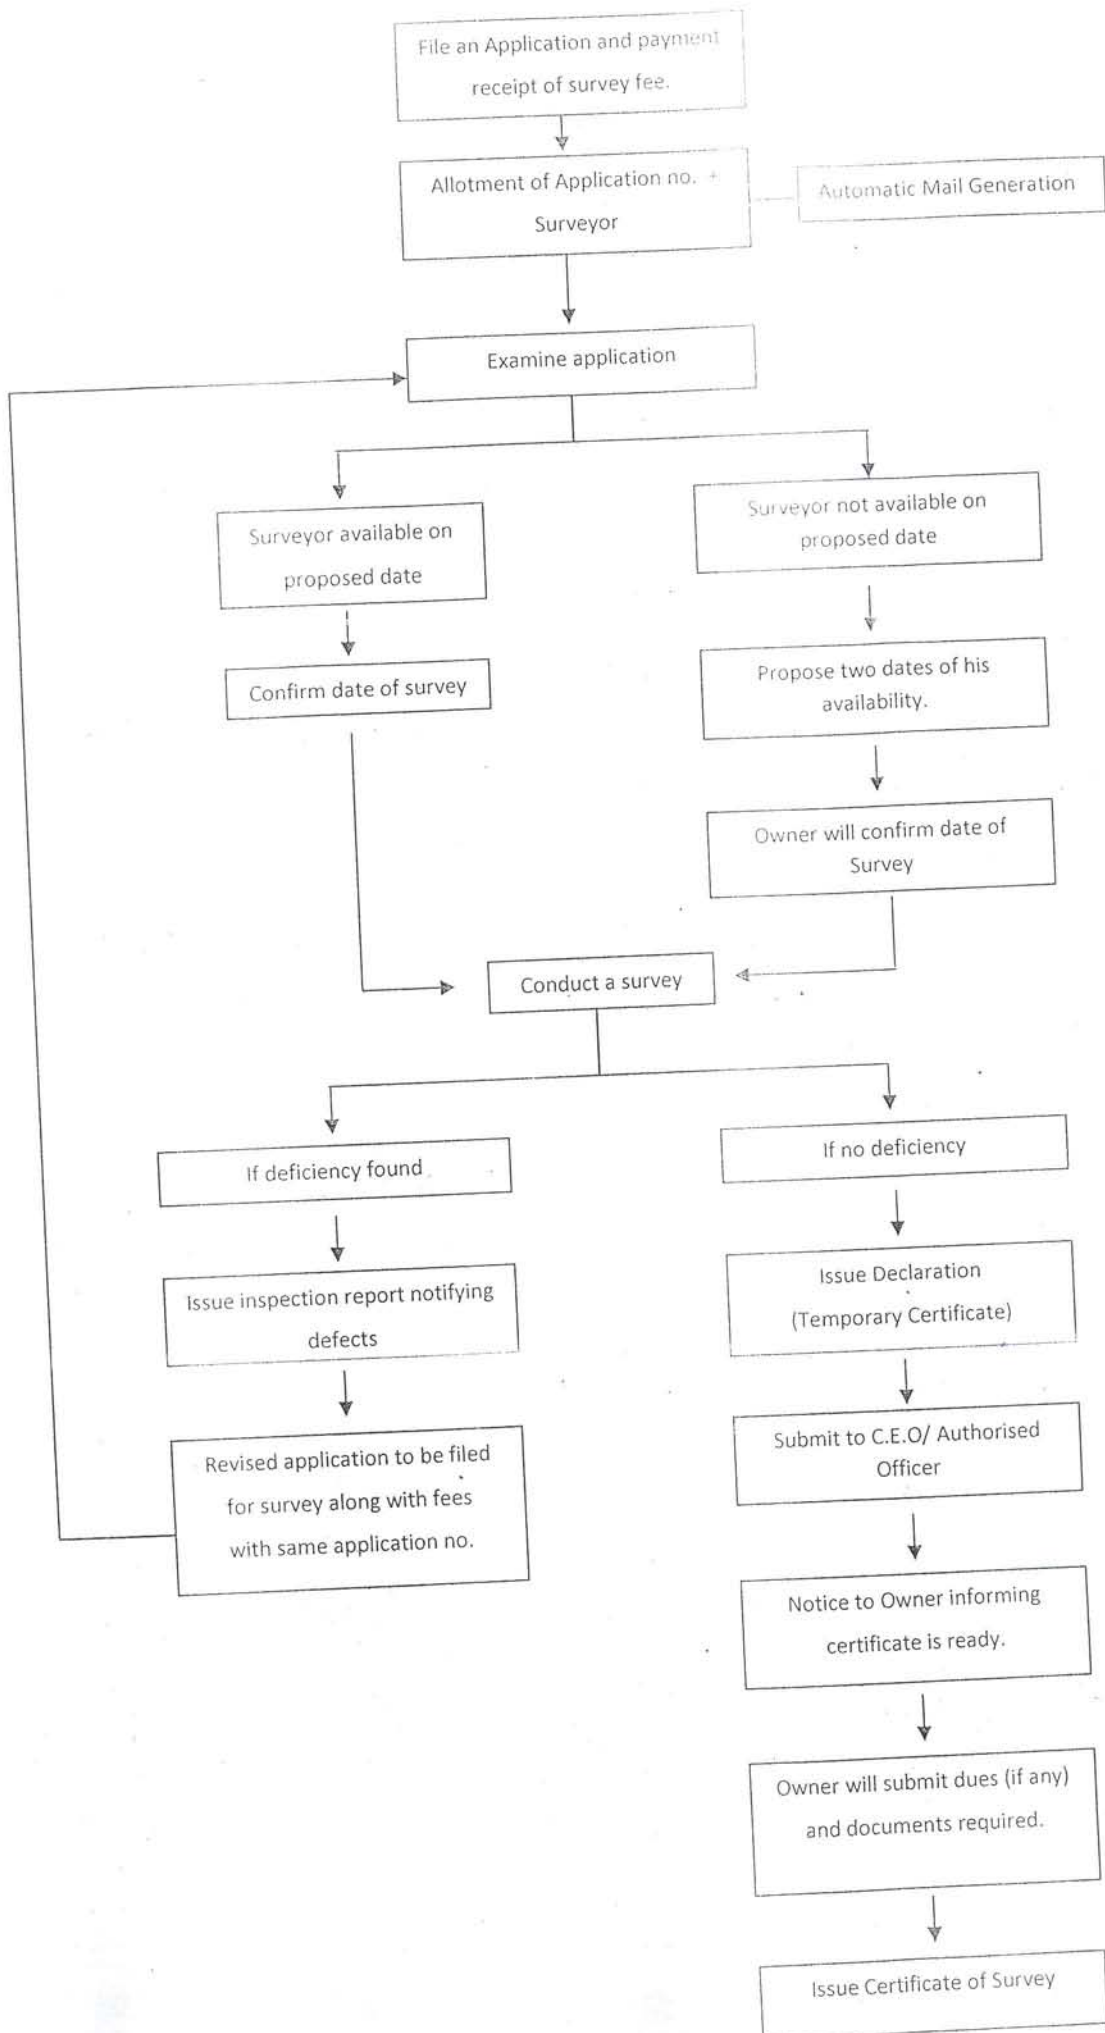 File an Application and payment
receipt of survey fee.
Allotment of Application no. +
Surveyor
Automatic Mail Generation
Examine application
Surveyor available on
proposed date
Surveyor not available on
proposed date
Confirm date of survey
Propose two dates of his
availability.
Owner will confirm date of
Survey
Conduct a survey
If deficiency found
If no deficiency
Issue inspection report notifying
defects
Issue Declaration
(Temporary Certificate)
Revised application to be filed
for survey along with fees
with same application no.
Submit to C.E.O/ Authorised
Officer
Notice to Owner informing
certificate is ready.
Owner will submit dues (if any)
and documents required.
Issue Certificate of Survey